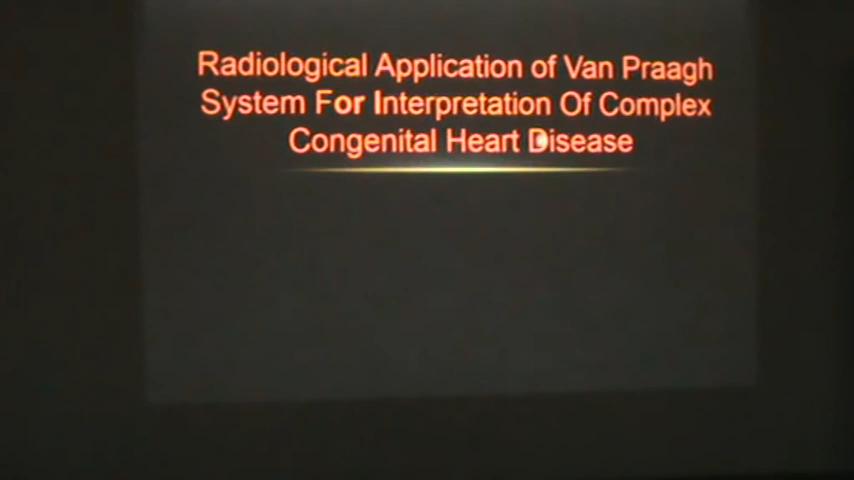 Radiological Application of Van Praagh
System For Interpretation Of Complex
Congenital Heart Disease